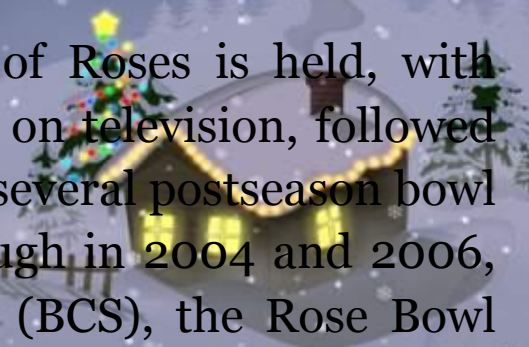 of Roses is held, with
on television, followed
several postseason bowl
ugh in 2004 and 2006,
(BCS), the Rose Bowl